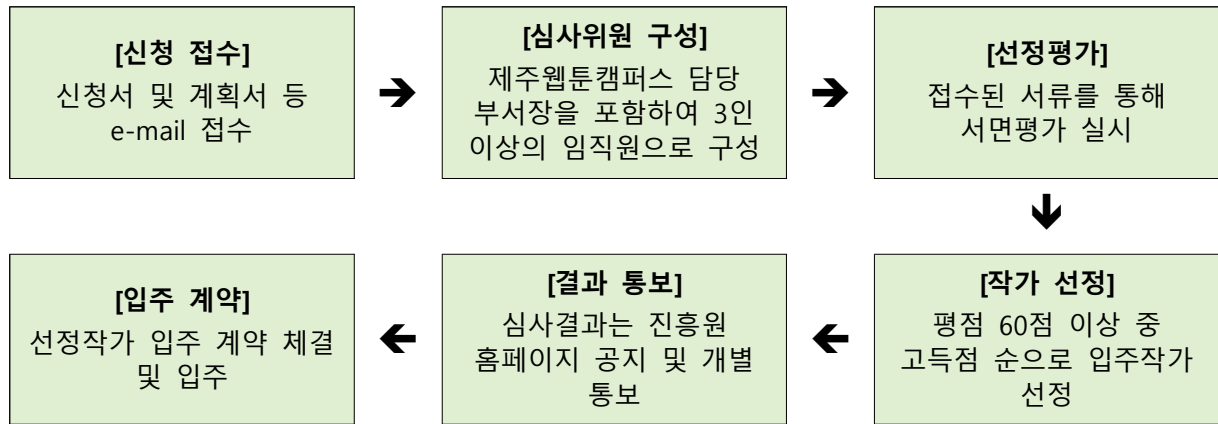 [신청 접수]
신청서 및 계획서 등
e-mail 접수
➔
[심사위원 구성]
제주웹툰캠퍼스 담당
부서장을 포함하여 3인
이상의 임직원으로 구성
➔
[선정평가]
접수된 서류를 통해
서면평가 실시
[작가 선정]
평점 60점 이상 중
고득점 순으로 입주작가
선정
[결과 통보]
심사결과는 진흥원
홈페이지 공지 및 개별
통보
[입주 계약]
선정작가 입주 계약 체결
및 입주